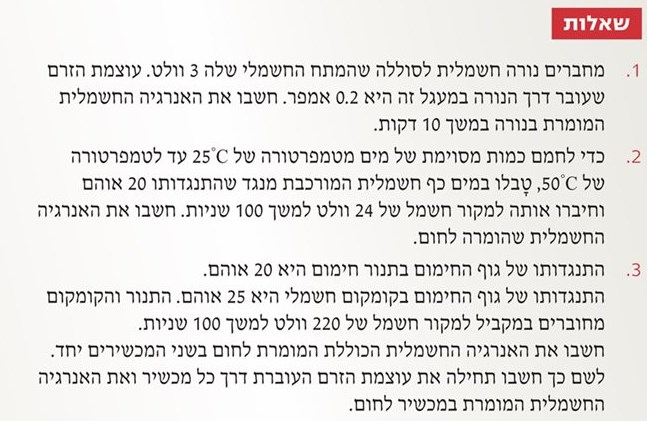 שאלות
1. מחברים נורה חשמלית לסוללה שהמתח החשמלי שלה 3 וולט. עוצמת הזרם
שעובר דרך הנורה במעגל זה היא 0.2 אמפר. חשבו את האנרגיה החשמלית
המומרת בנורה במשך 10 דקות.
2. כדי לחמם כמות מסוימת של מים מטמפרטורה של 25°C עד לטמפרטורה
של 50°C, טָבלו במים כף חשמלית המורכבת מנגד שהתנגדותו 20 אוהם
וחיברו אותה למקור חשמל של 24 וולט למשך 100 שניות. חשבו את האנרגיה
החשמלית שהומרה לחום.
3. התנגדותו של גוף החימום בתנור חימום היא 20 אוהם.
התנגדותו של גוף החימום בקומקום חשמלי היא 25 אוהם. התנור והקומקום
מחוברים במקביל למקור חשמל של 220 וולט למשך 100 שניות.
חשבו את האנרגיה החשמלית הכוללת המומרת לחום בשני המכשירים יחד.
לשם כך חשבו תחילה את עוצמת הזרם העוברת דרך כל מכשיר ואת האנרגיה
החשמלית המומרת במכשיר לחום.